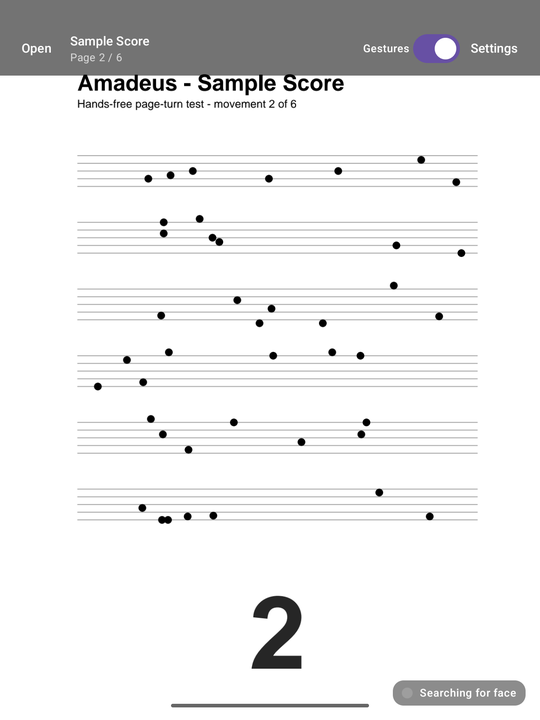 Open
Sample Score
Page 2 / 6
Gestures
Settings
Amadeus - Sample Score
Hands-free page-turn test - movement 2 of 6
2
Searching for face